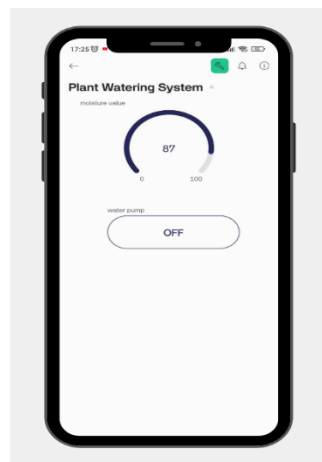 17:25
Plant Watering System
moisture value
87
0 100
water pump
OFF